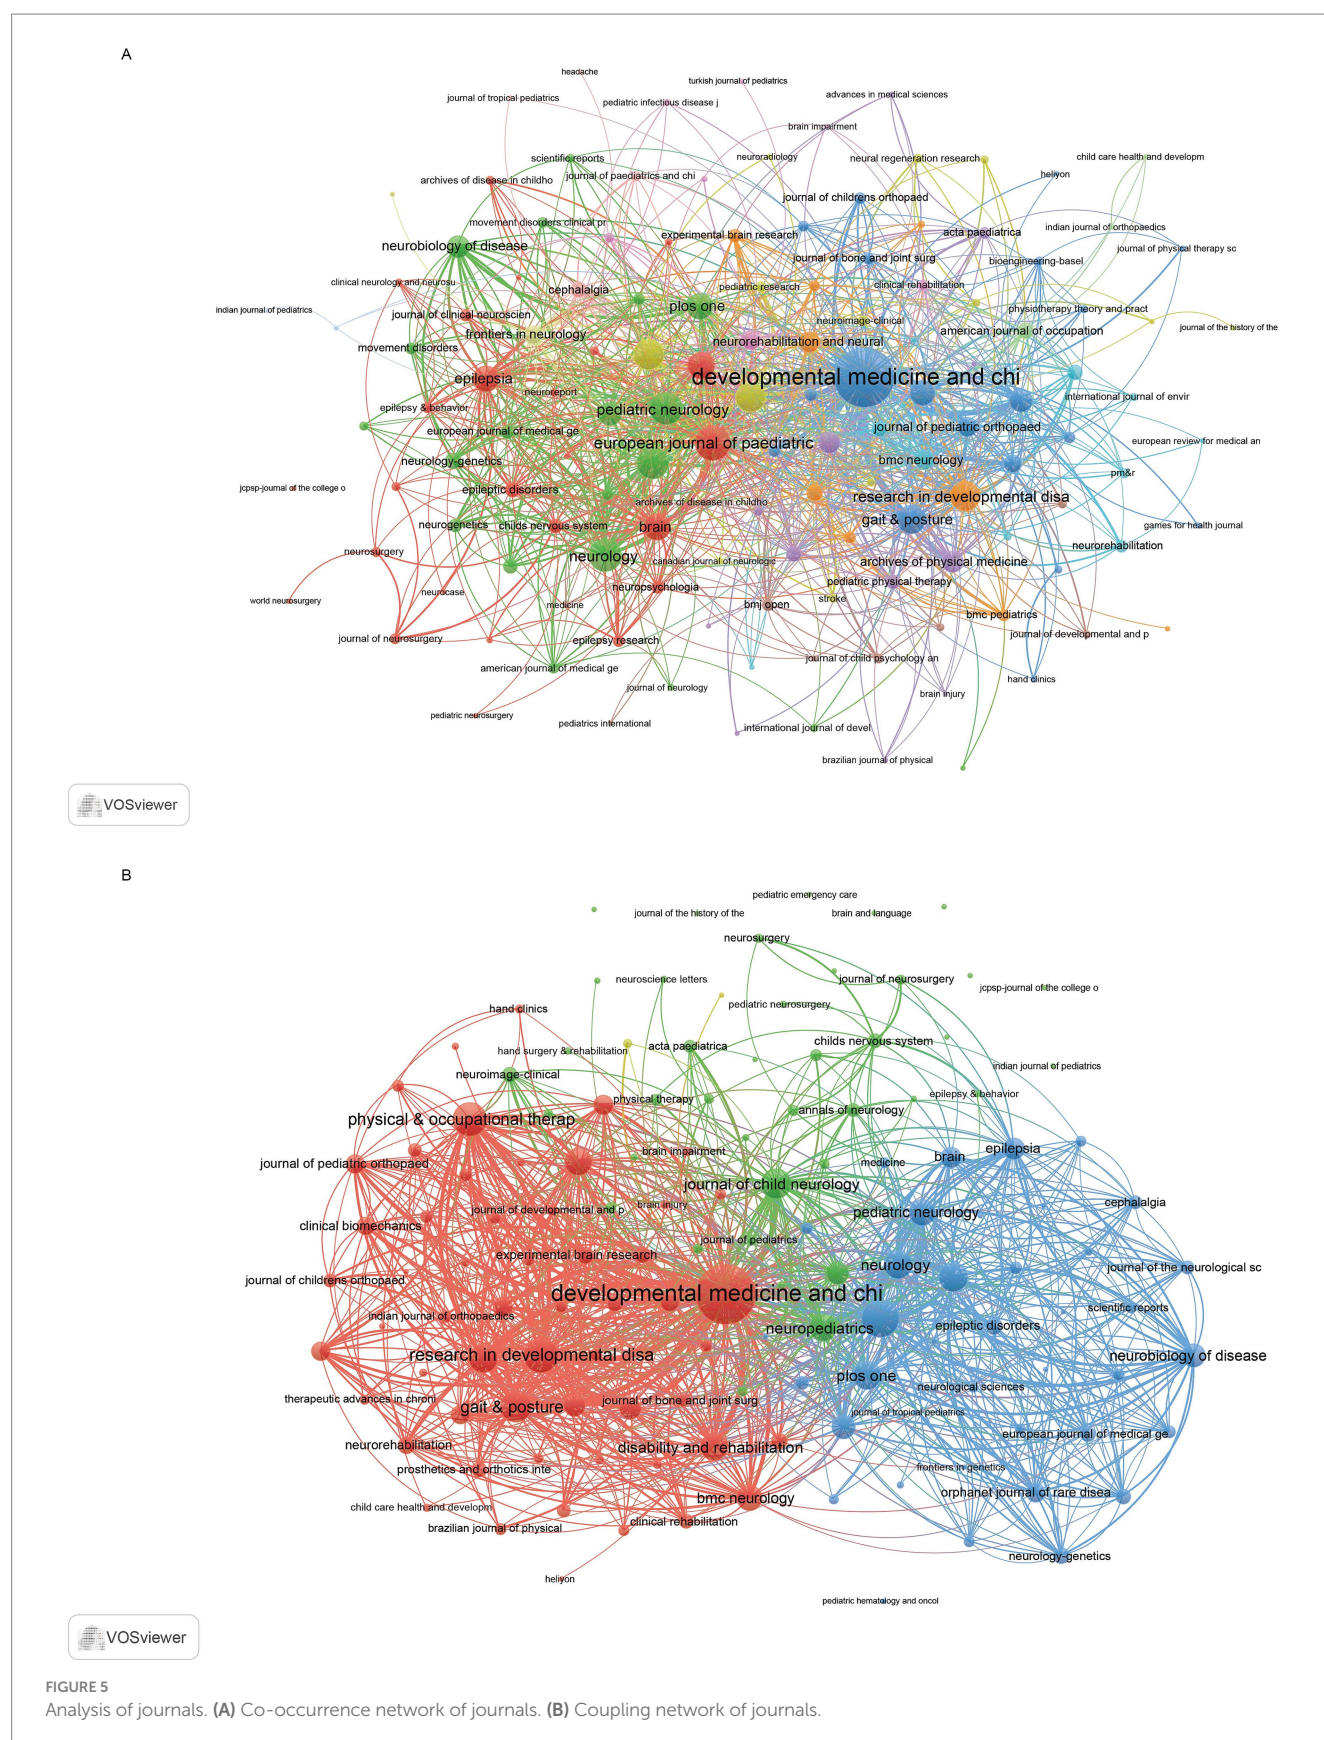 A
headache
turkish journal of pediatrics
journal of tropical pediatrics
pediatric infectious disease j
advances in medical sciences
brain impairment
scientific reports
neuroradiology
neural regeneration research
child care health and developm
archives of disease in childho
journal of paediatrics and chi
heliyon
journal of childrens orthopaed
movement disorders clinical pr
experimental brain research
acta paediatrica
indian journal of orthopaedics
neurobiology of disease
journal of bone and joint surg
bioengineering-basel
journal of physical therapy sc
clinical neurology and neurosu
cephalalgia
pediatric research
clinical rehabilitation
indian journal of pediatrics
journal of clinical neuroscien
plos one
neuroimage-clinical
physiotherapy theory and pract
frontiers in neurology
neurorehabilitation and neural
american journal of occupation
journal of the history of the
movement disorders
epilepsia
developmental medicine and chi
neuroreport
international journal of envir
epilepsy & behavior
pediatric neurology
european journal of medical ge
european journal of paediatric
journal of pediatric orthopaed
european review for medical an
neurology-genetics
bmc neurology
pm&r
jcpsp-journal of the college o
epileptic disorders
archives of disease in childho
research in developmental disa
neurogenetics
childs nervous system
brain
gait & posture
games for health journal
neurosurgery
neurology
canadian journal of neurologic
archives of physical medicine
neurorehabilitation
neurocase
neuropsychologia
pediatric physical therapy
world neurosurgery
medicine
bmj open
stroke
bmc pediatrics
journal of neurosurgery
epilepsy research
journal of developmental and p
american journal of medical ge
journal of child psychology an
journal of neurology
brain injury
hand clinics
pediatric neurosurgery
pediatrics international
international journal of devel
brazilian journal of physical
VOSviewer
B
pediatric emergency care
journal of the history of the
brain and language
neurosurgery
neuroscience letters
journal of neurosurgery
jcpsp-journal of the college o
hand clinics
pediatric neurosurgery
hand surgery & rehabilitation
acta paediatrica
childs nervous system
neuroimage-clinical
indian journal of pediatrics
physical therapy
epilepsy & behavior
physical & occupational therap
annals of neurology
journal of pediatric orthopaed
brain impairment
medicine
brain
epilepsia
journal of child neurology
journal of developmental and p
brain injury
pediatric neurology
cephalalgia
clinical biomechanics
journal of pediatrics
experimental brain research
neurology
journal of the neurological sc
journal of childrens orthopaed
developmental medicine and chi
indian journal of orthopaedics
scientific reports
neuropediatrics
epileptic disorders
research in developmental disa
neurobiology of disease
plos one
neurological sciences
therapeutic advances in chroni
gait & posture
journal of bone and joint surg
journal of tropical pediatrics
european journal of medical ge
neurorehabilitation
disability and rehabilitation
prosthetics and orthotics inte
frontiers in genetics
bmc neurology
orphanet journal of rare disea
child care health and developm
brazilian journal of physical
clinical rehabilitation
neurology-genetics
heliyon
pediatric hematology and oncol
VOSviewer
FIGURE 5
Analysis of journals. (A) Co-occurrence network of journals. (B) Coupling network of journals.